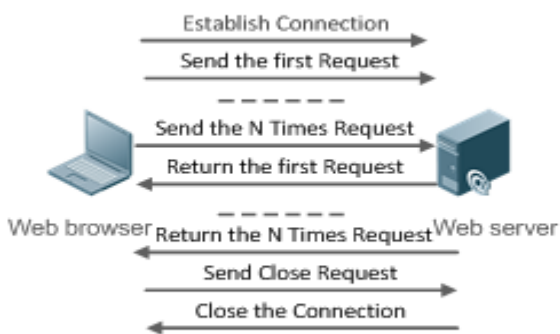 Establish Connection
Send the first Request
Send the N Times Request
Return the first Request
Web browser
Web server
Return the N Times Request
Send Close Request
Close the Connection